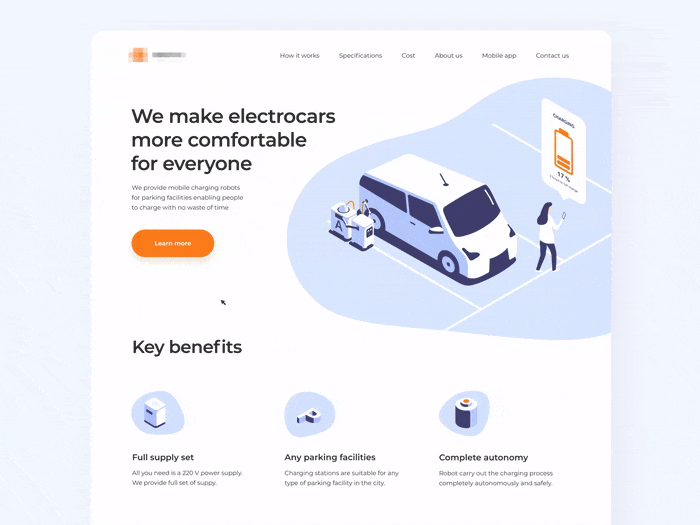 How it works
Specifications
Cost
About us
Mobile app
Contact us
We make electrocars
more comfortable
for everyone
We provide mobile charging robots
for parking facilities enabling people
to charge with no waste of time
Learn more
CHARGING
17 %
A
Key benefits
Full supply set
All you need is a 220 V power supply.
We provide full set of suppy.
Any parking facilities
Charging stations are suitable for any
type of parking facility in the city.
Complete autonomy
Robot carry out the charging process
completely autonomously and safely.